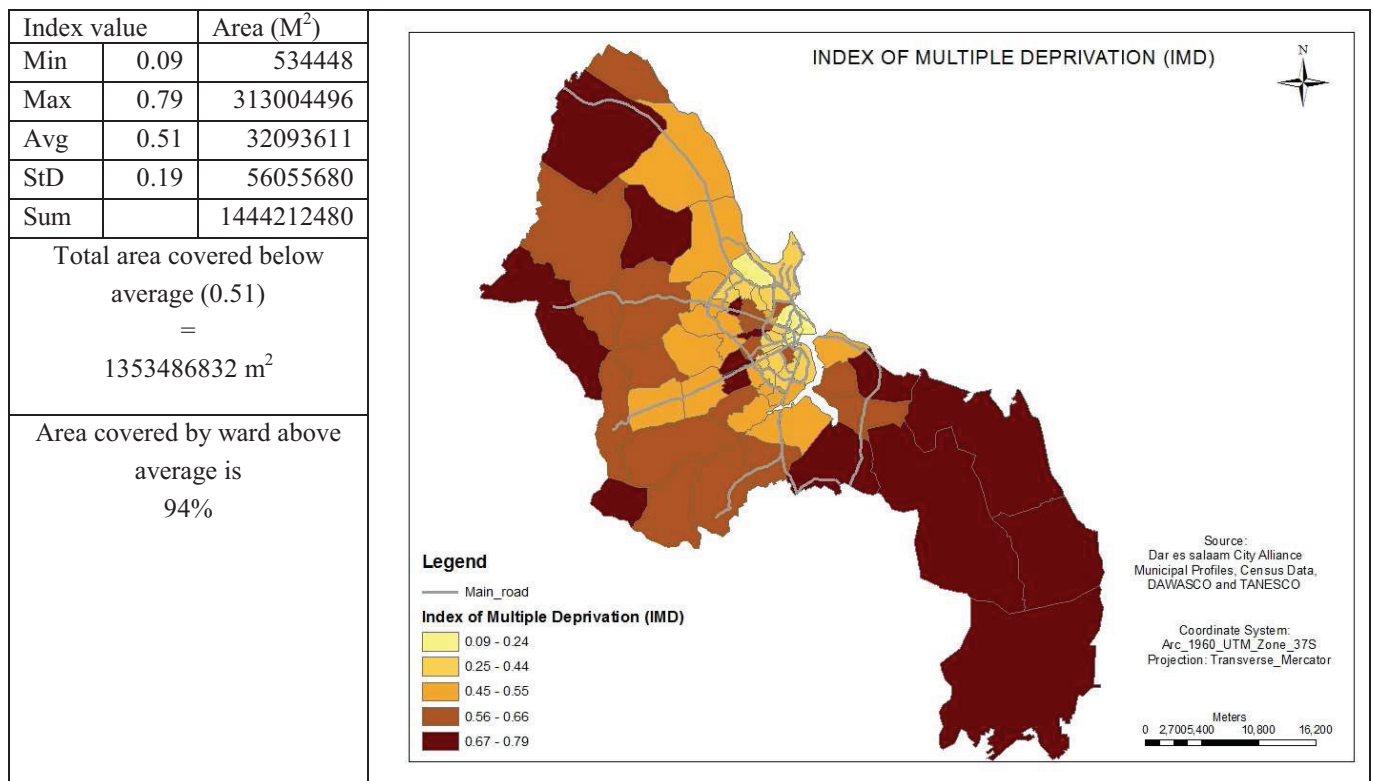 Index value Area (M²)
Min 0.09 534448
Max 0.79 313004496
Avg 0.51 32093611
StD 0.19 56055680
Sum 1444212480
Total area covered below
average (0.51)
=
1353486832 m²
Area covered by ward above
average is
94%
INDEX OF MULTIPLE DEPRIVATION (IMD)
N
Legend
Main_road
Index of Multiple Deprivation (IMD)
0.09 - 0.24
0.25 - 0.44
0.45 - 0.55
0.56 - 0.66
0.67 - 0.79
Source:
Dar es salaam City Alliance
Municipal Profiles, Census Data,
DAWASCO and TANESCO
Coordinate System:
Arc_1960_UTM_Zone_37S
Projection: Transverse_Mercator
Meters
0 2,7005,400 10,800 16,200